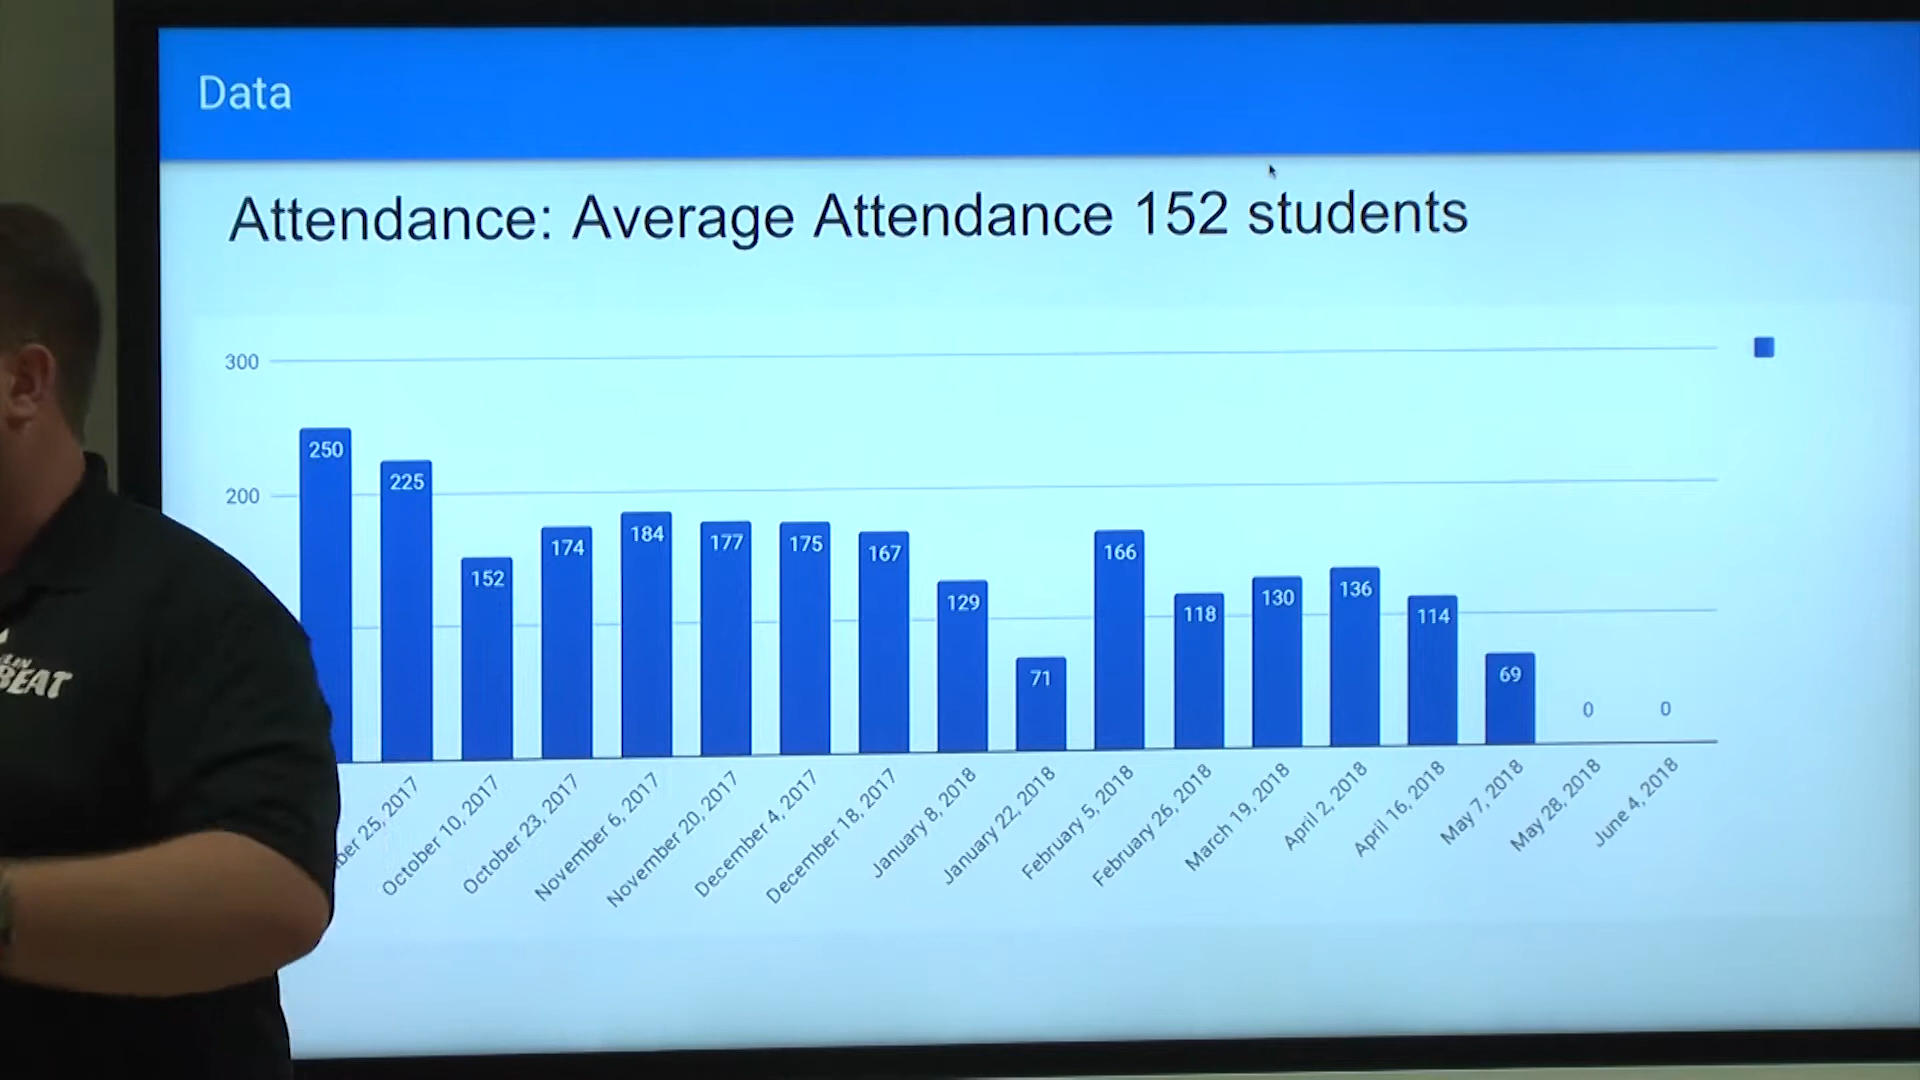 Data
Attendance: Average Attendance 152 students
300
200
250
225
152
174
184
177
175
167
129
71
166
118
130
136
114
69
0
0
25, 2017
October 10, 2017
October 23, 2017
November 6, 2017
November 20, 2017
December 4, 2017
December 18, 2017
January 8, 2018
January 22, 2018
February 5, 2018
February 26, 2018
March 19, 2018
April 2, 2018
April 16, 2018
May 7, 2018
May 28, 2018
June 4, 2018
BEAT